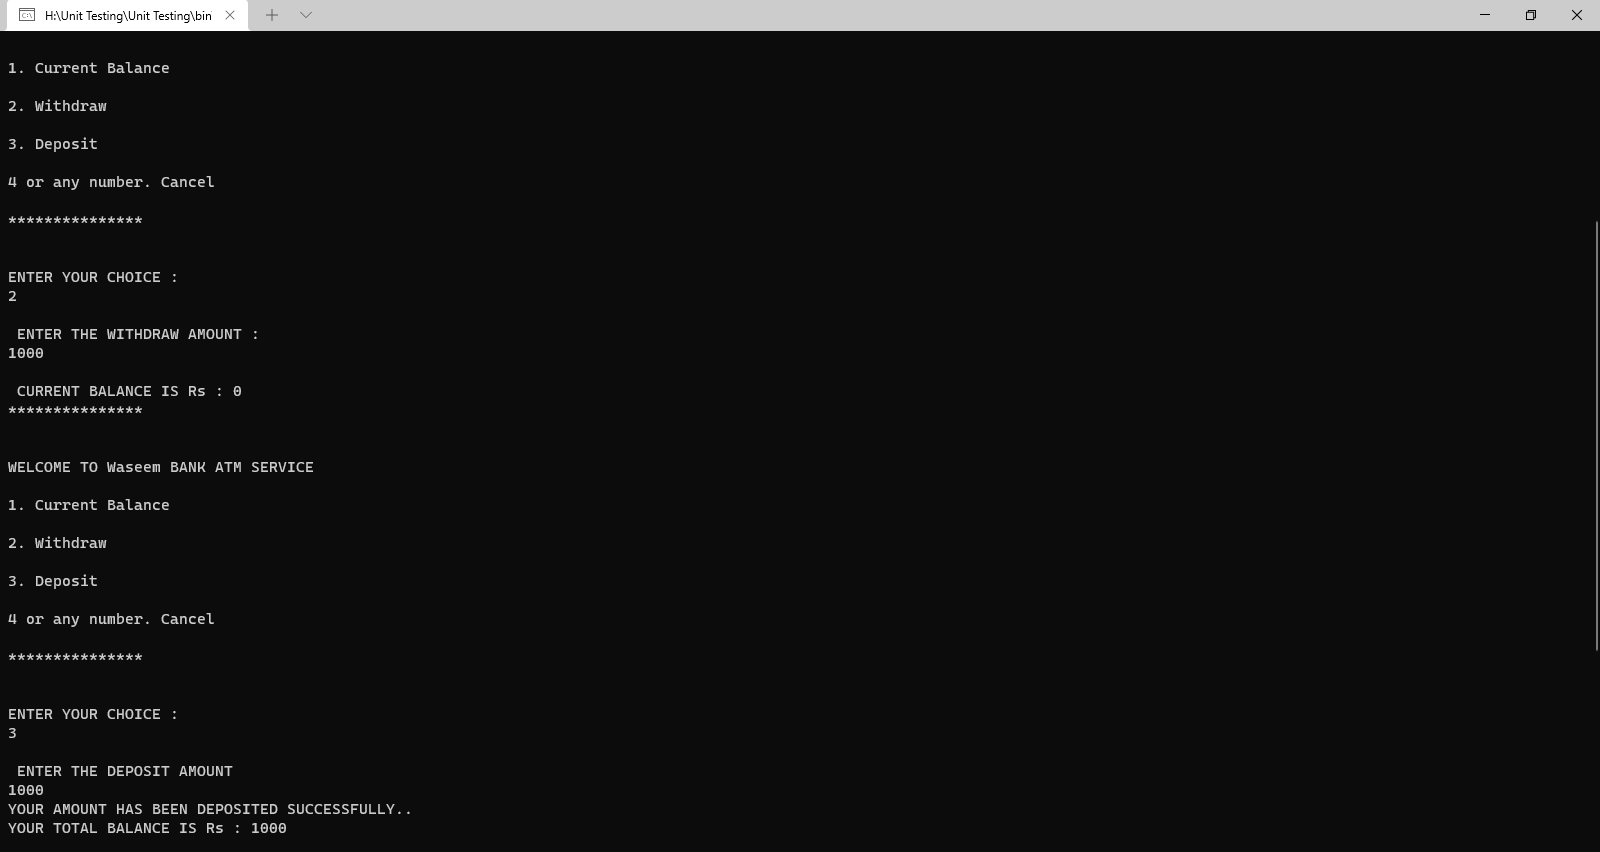 H:\Unit Testing\Unit Testing\bin
1. Current Balance
2. Withdraw
3. Deposit
4 or any number. Cancel
***************
ENTER YOUR CHOICE :
2
ENTER THE WITHDRAW AMOUNT :
1000
CURRENT BALANCE IS Rs : 0
***************
WELCOME TO Waseem BANK ATM SERVICE
1. Current Balance
2. Withdraw
3. Deposit
4 or any number. Cancel
***************
ENTER YOUR CHOICE :
3
ENTER THE DEPOSIT AMOUNT
1000
YOUR AMOUNT HAS BEEN DEPOSITED SUCCESSFULLY..
YOUR TOTAL BALANCE IS Rs : 1000